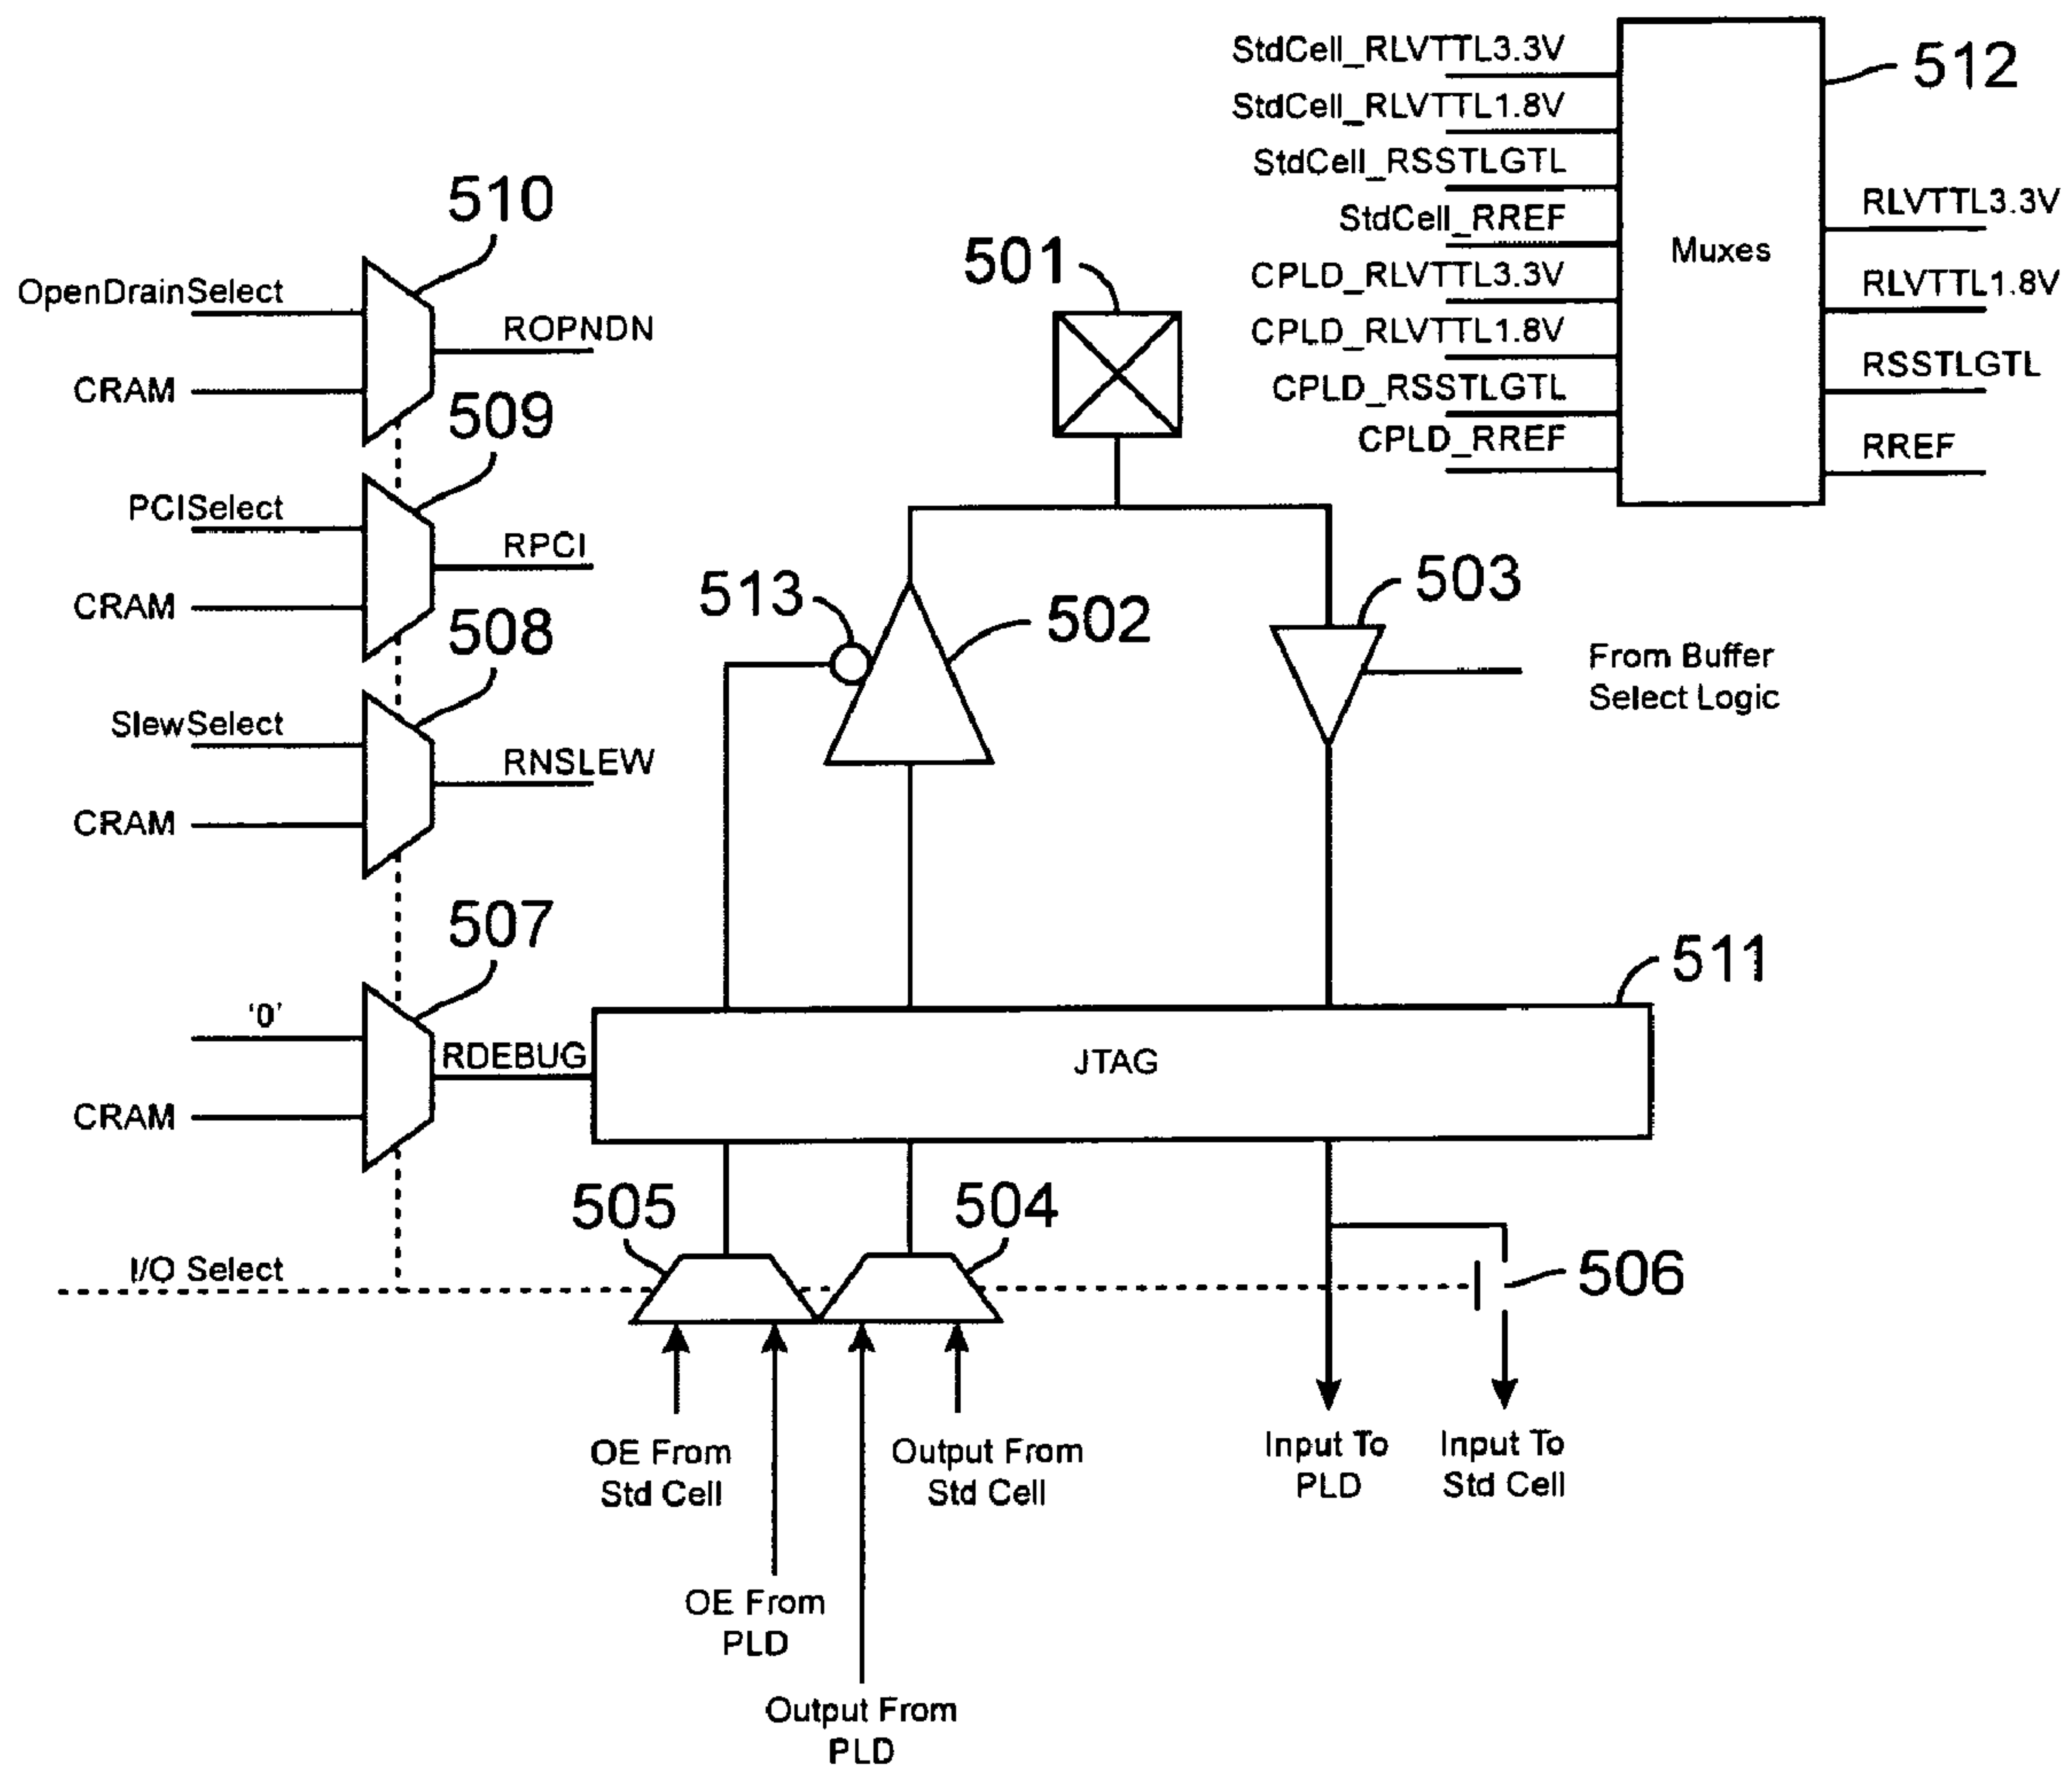 StdCell_RLVTTL3.3V
StdCell_RLVTTL1.8V
StdCell_RSSTLGTL
StdCell_RREF
CPLD_RLVTTL3.3V
CPLD_RLVTTL1.8V
CPLD_RSSTLGTL
CPLD_RREF
Muxes
512
RLVTTL3.3V
RLVTTL1.8V
RSSTLGTL
RREF
510
OpenDrainSelect
ROPNDN
CRAM
509
PCISelect
RPCI
CRAM
508
SlewSelect
RNSLEW
CRAM
507
'0'
RDEBUG
CRAM
501
513
502
503
From Buffer
Select Logic
511
JTAG
505
504
I/O Select
506
OE From
Std Cell
Output From
Std Cell
Input To
PLD
Input To
Std Cell
OE From
PLD
Output From
PLD